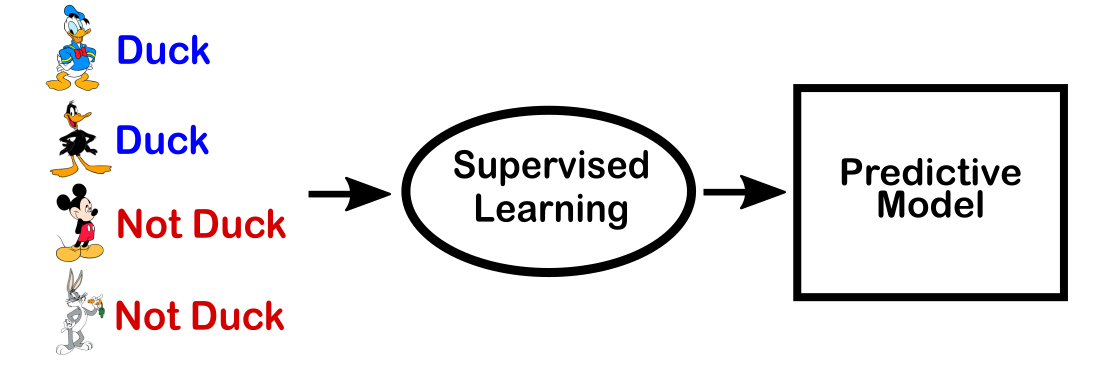 Duck
Duck
Not Duck
Not Duck
Supervised
Learning
Predictive
Model